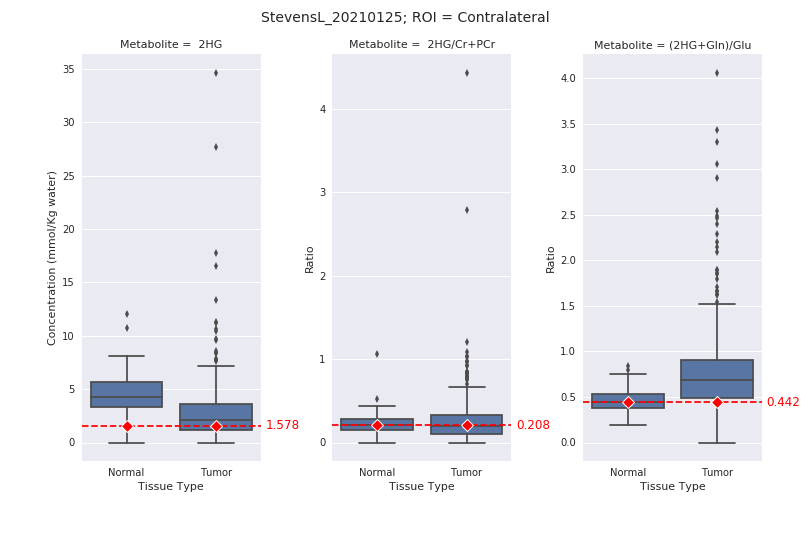 StevensL_20210125; ROI = Contralateral
Metabolite =  2HG
Metabolite =  2HG/Cr+PCr
Metabolite = (2HG+Gln)/Glu
Concentration (mmol/Kg water)
35
30
25
20
15
10
5
0
1.578
Normal
Tumor
Tissue Type
Ratio
4
3
2
1
0
0.208
Normal
Tumor
Tissue Type
Ratio
4.0
3.5
3.0
2.5
2.0
1.5
1.0
0.5
0.0
0.442
Normal
Tumor
Tissue Type